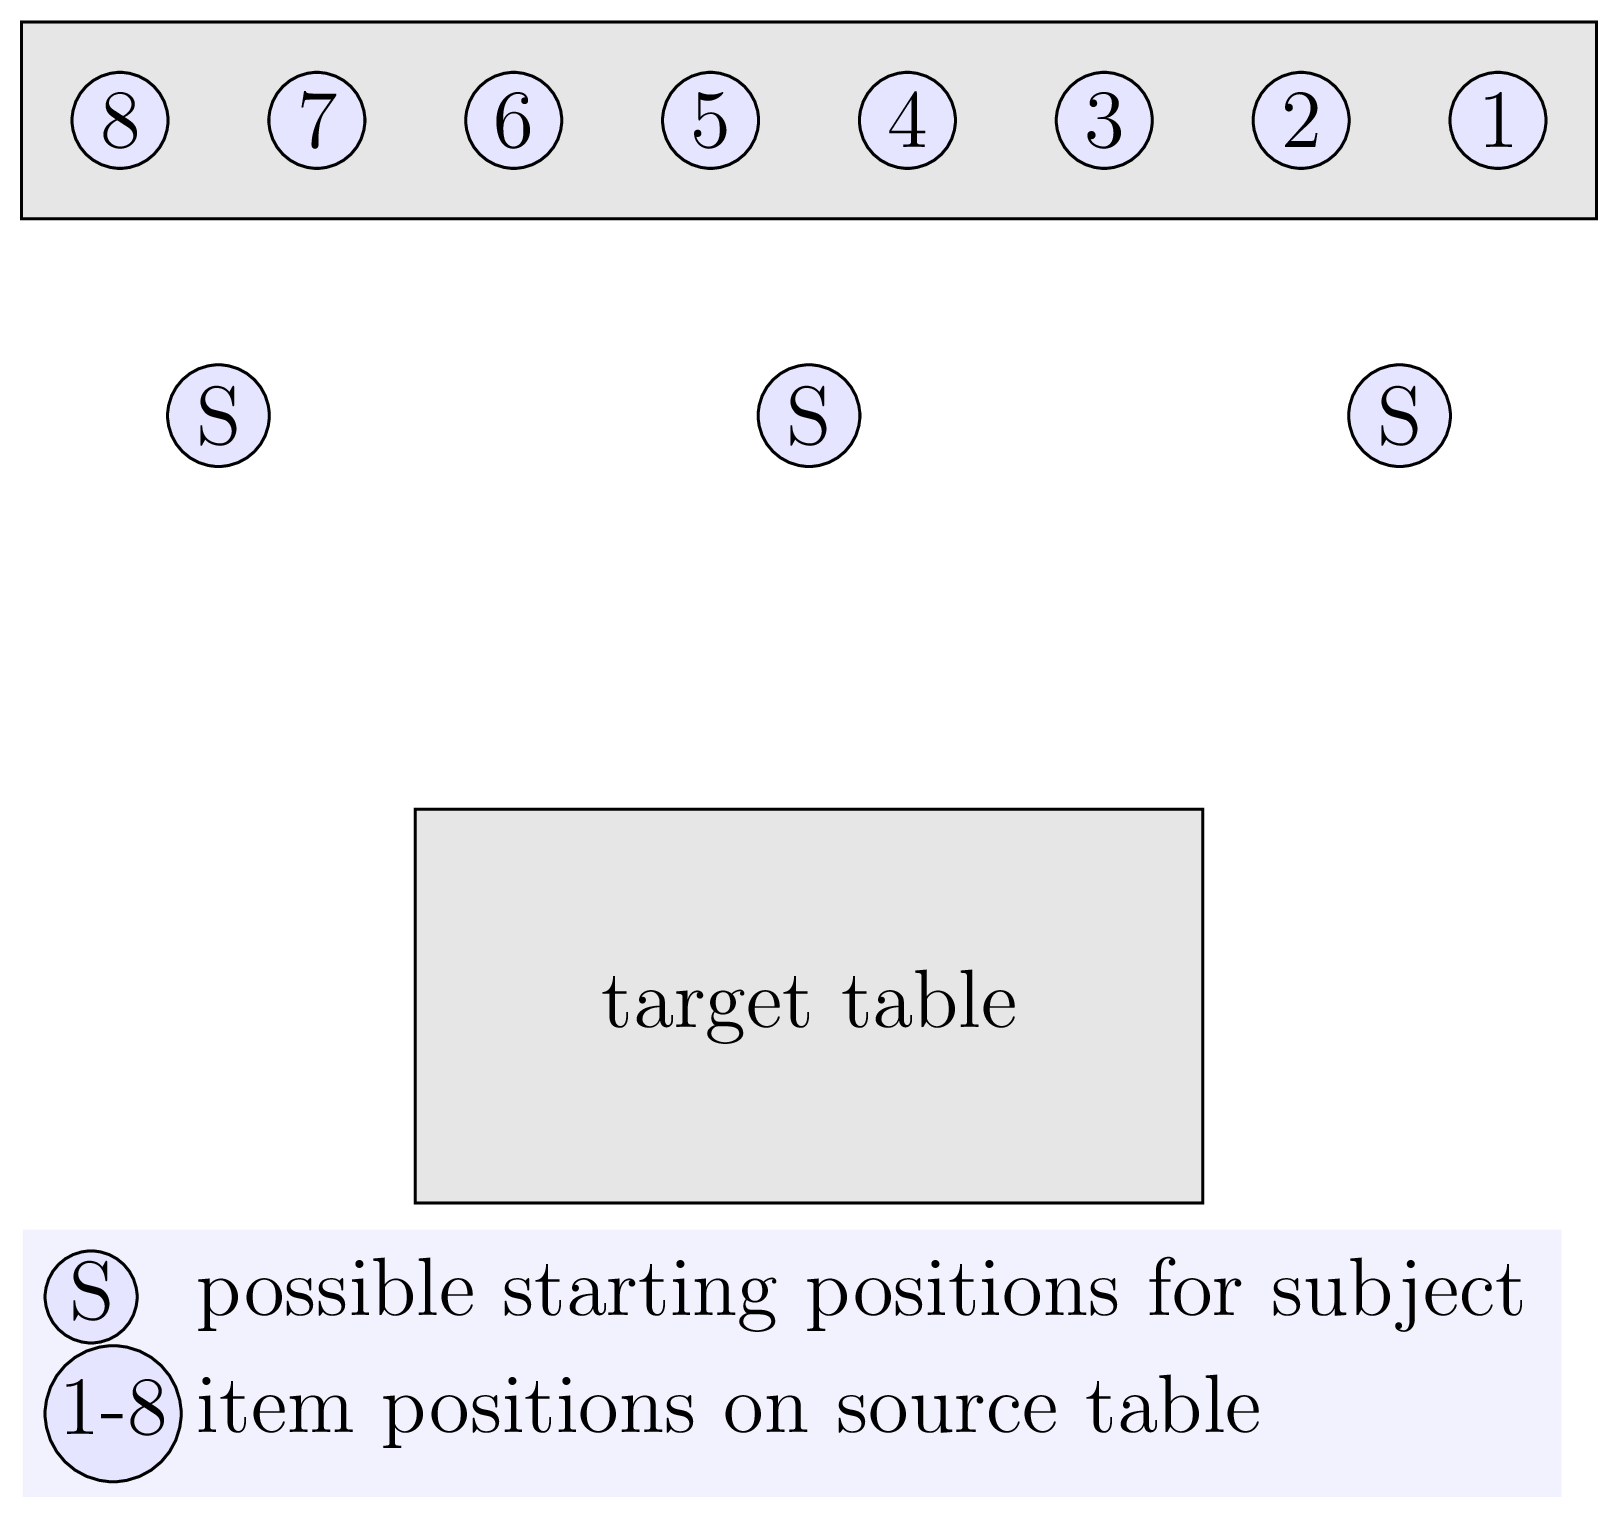 8 7 6 5 4 3 2 1
S S S
target table
S possible starting positions for subject
1-8 item positions on source table